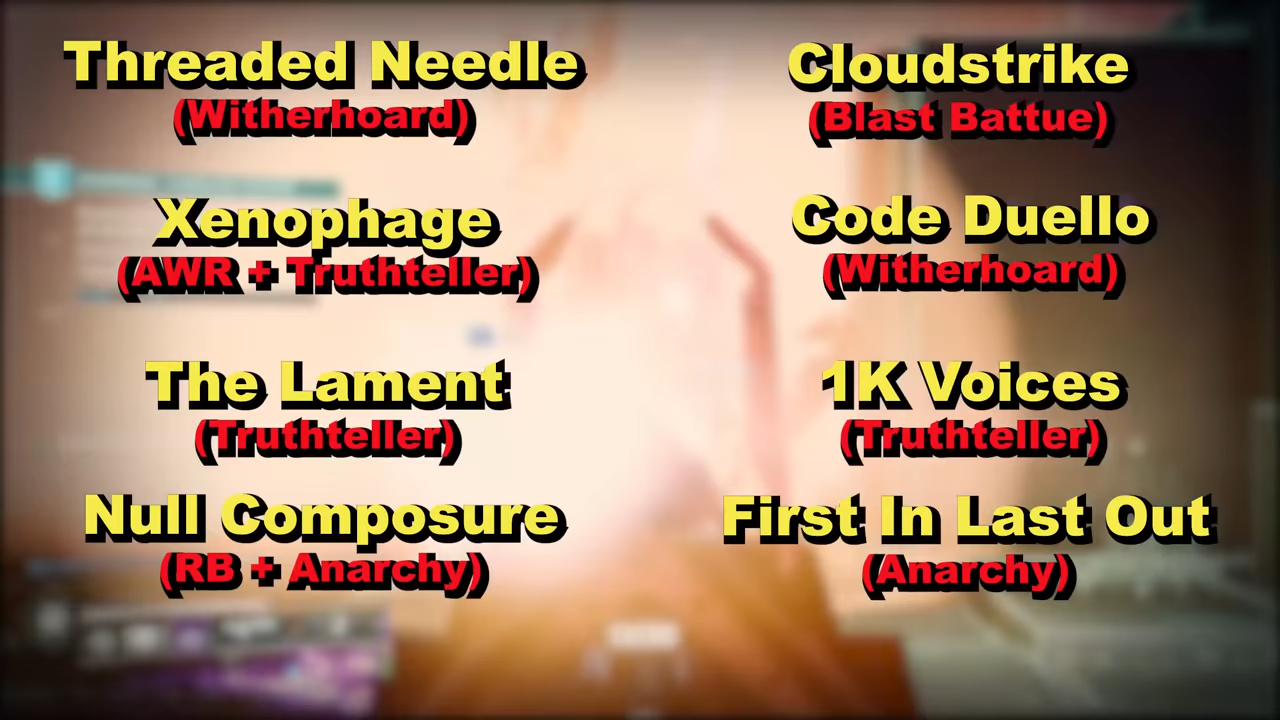 Threaded Needle
(Witherhoard)
Cloudstrike
(Blast Battue)
Xenophage
(AWR + Truthteller)
Code Duello
(Witherhoard)
The Lament
(Truthteller)
1K Voices
(Truthteller)
Null Composure
(RB + Anarchy)
First In Last Out
(Anarchy)